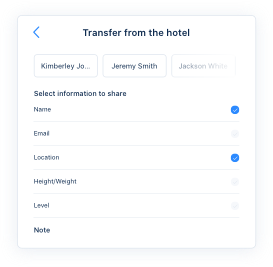 Transfer from the hotel
Kimberley Jo... Jeremy Smith Jackson White
Select information to share
Name
Email
Location
Height/Weight
Level
Note